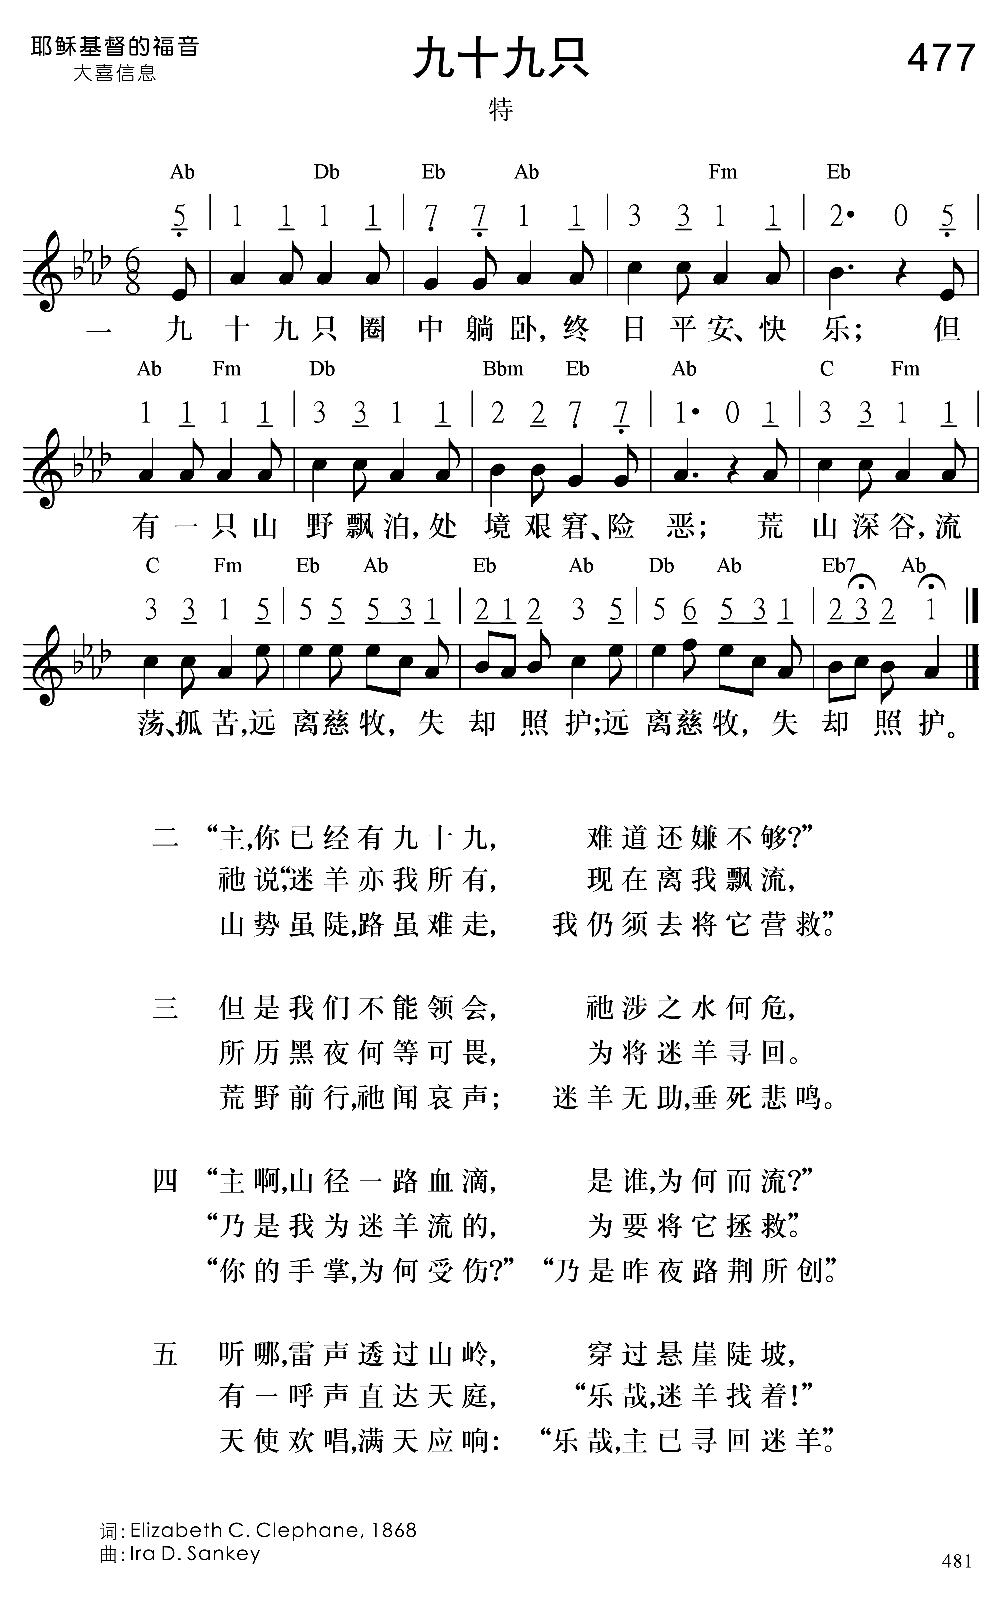 耶稣基督的福音
大喜信息
九十九只
477
特
Ab Db Eb Ab Fm Eb
5 | 1 1 1 1 | 7 7 1 1 | 3 3 1 1 | 2• 0 5 |
6
8
一 九 十 九 只 圈 中 躺 卧, 终 日 平 安、 快 乐; 但
Ab Fm Db Bbm Eb Ab C Fm
1 1 1 1 | 3 3 1 1 | 2 2 7 7 | 1• 0 1 | 3 3 1 1 |
有 一 只 山 野 飘 泊, 处 境 艰 窘、 险 恶; 荒 山 深 谷, 流
C Fm Eb Ab Eb Ab Db Ab Eb7 Ab
3 3 1 5 | 5 5 5 3 1 | 2 1 2 3 5 | 5 6 5 3 1 | 2 3 2 1 ‖
荡、孤 苦,远 离慈 牧, 失 却 照 护;远 离慈 牧, 失 却 照 护。
二 “主,你已经有九十九, 难道还嫌不够?”
祂说,“迷羊亦我所有, 现在离我飘流,
山势虽陡,路虽难走, 我仍须去将它营救”。
三 但是我们不能领会, 祂涉之水何危,
所历黑夜何等可畏, 为将迷羊寻回。
荒野前行,祂闻哀声; 迷羊无助,垂死悲鸣。
四 “主啊,山径一路血滴, 是谁,为何而流?”
“乃是我为迷羊流的, 为要将它拯救”。
“你的手掌,为何受伤?” “乃是昨夜路荆所创”。
五 听哪,雷声透过山岭, 穿过悬崖陡坡,
有一呼声直达天庭, “乐哉,迷羊找着!”
天使欢唱,满天应响: “乐哉,主已寻回迷羊”。
词: Elizabeth C. Clephane, 1868
曲: Ira D. Sankey
481